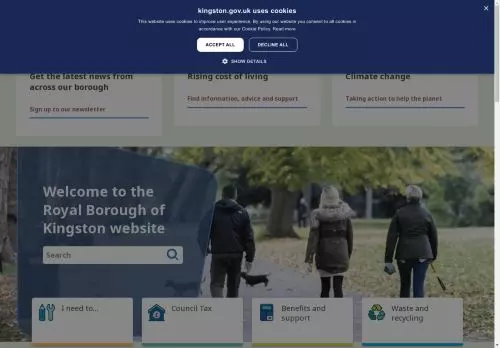 kingston.gov.uk uses cookies
This website uses cookies to improve user experience. By using our website you consent to all cookies in
accordance with our Cookie Policy. Read more
ACCEPT ALL
DECLINE ALL
SHOW DETAILS
Get the latest news from
across our borough
Sign up to our newsletter
Rising cost of living
Find information, advice and support
Climate change
Taking action to help the planet
Welcome to the
Royal Borough of
Kingston website
Search
I need to...
Council Tax
Benefits and
support
Waste and
recycling